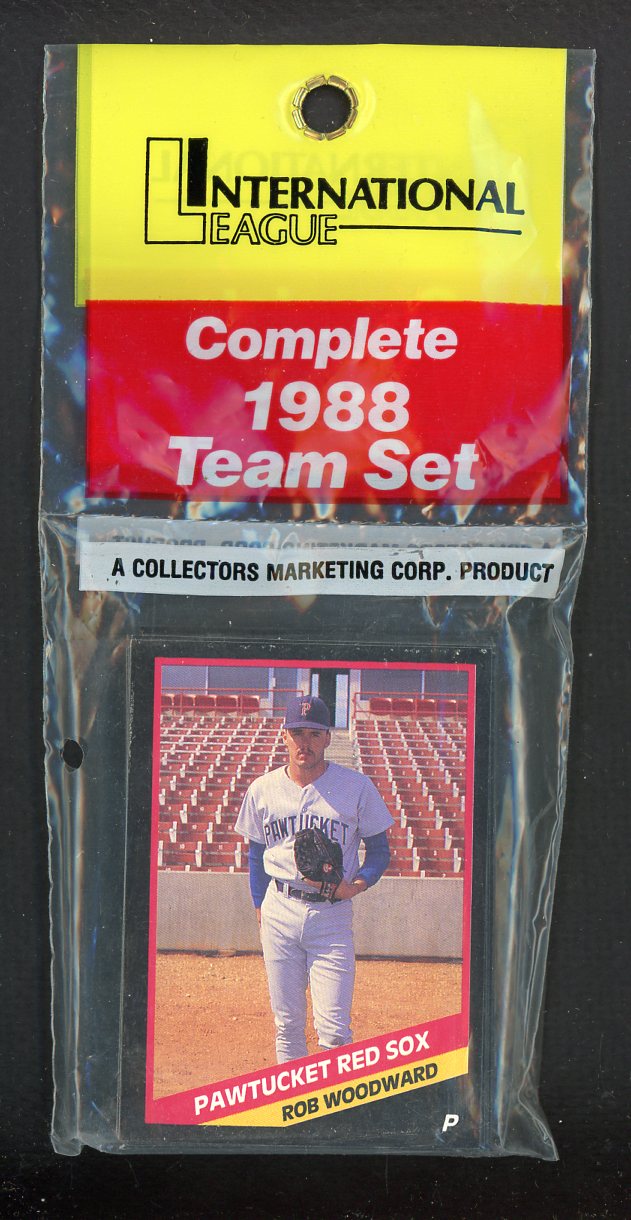 INTERNATIONAL
LEAGUE
Complete
1988
Team Set
A COLLECTORS MARKETING CORP. PRODUCT
P
PAWTUCKET
PAWTUCKET RED SOX
ROB WOODWARD
P